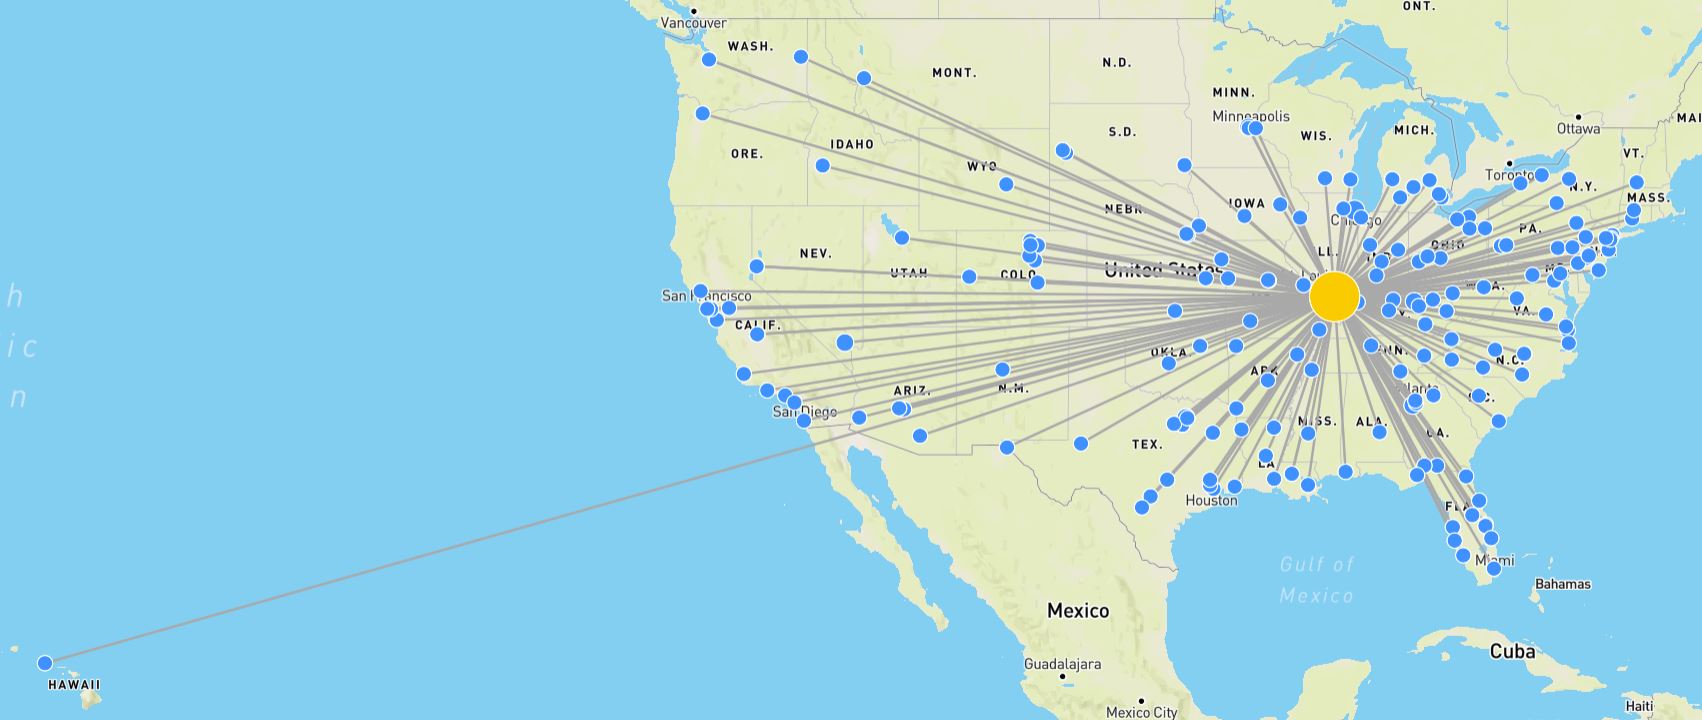 ONT.
Vancouver
WASH.
MONT.
N.D.
MINN.
Minneapolis
WIS.
MICH.
Ottawa
MAI
ORE.
IDAHO
S.D.
WYO
Toronto
VT.
N.Y.
MASS.
NEBR.
IOWA
Chicago
PA.
OHIO
NEV.
UTAH
COLO
United States
ILL.
h
ic
n
San Francisco
CALIF.
VA.
OKLA.
ARIZ.
N.M.
ARK
N.C.
San Diego
Atlanta
S.C.
TEX.
MISS.
ALA.
GA.
LA
Houston
FLA
Gulf of
Mexico
Miami
Bahamas
Mexico
Cuba
Guadalajara
HAWAII
Mexico City
Haiti